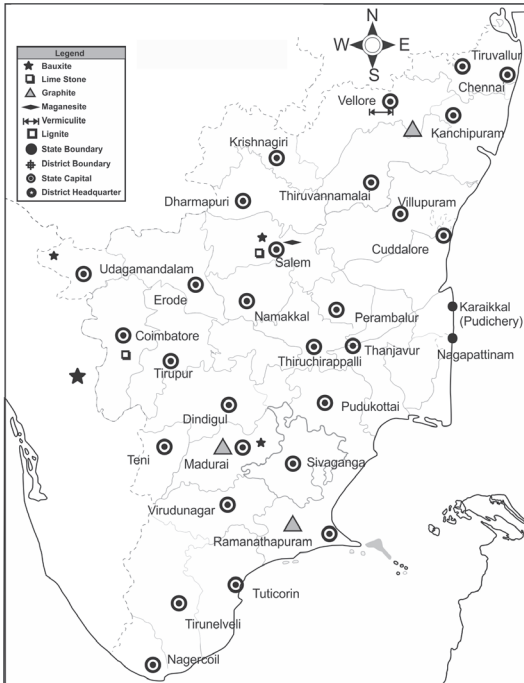 N
W E
S
Legend
Bauxite
Lime Stone
Graphite
Maganesite
Vermiculite
Lignite
State Boundary
District Boundary
State Capital
District Headquarter
Tiruvallur
Chennai
Vellore
Kanchipuram
Krishnagiri
Thiruvannamalai
Dharmapuri
Villupuram
Cuddalore
Salem
Udagamandalam
Erode
Namakkal
Perambalur
Karaikkal
(Pudichery)
Nagapattinam
Coimbatore
Tirupur
Thiruchirappalli
Thanjavur
Dindigul
Pudukottai
Teni
Madurai
Sivaganga
Virudunagar
Ramanathapuram
Tuticorin
Tirunelveli
Nagercoil